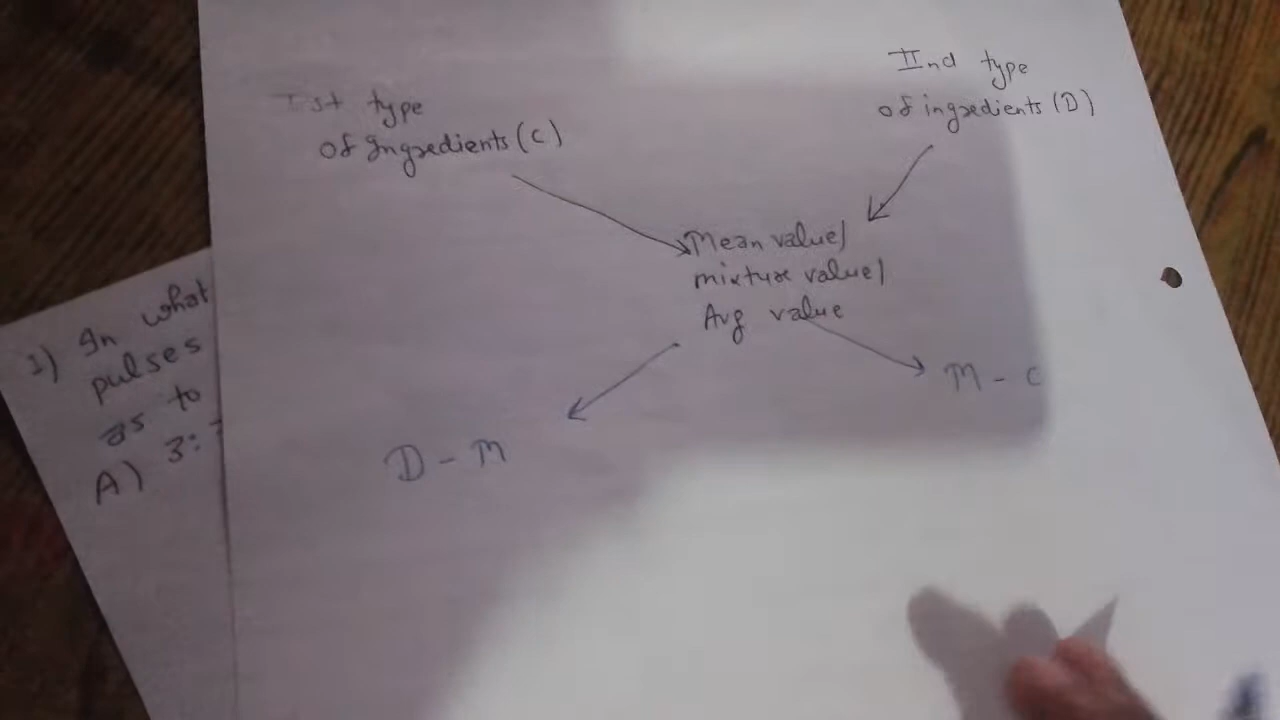 Ist type
of Ingredients (C)
IInd type
of ingredients (D)
Mean value/
mixture value/
Avg value
M - C
D - M
1) In what
pulses
as to
A) 3: